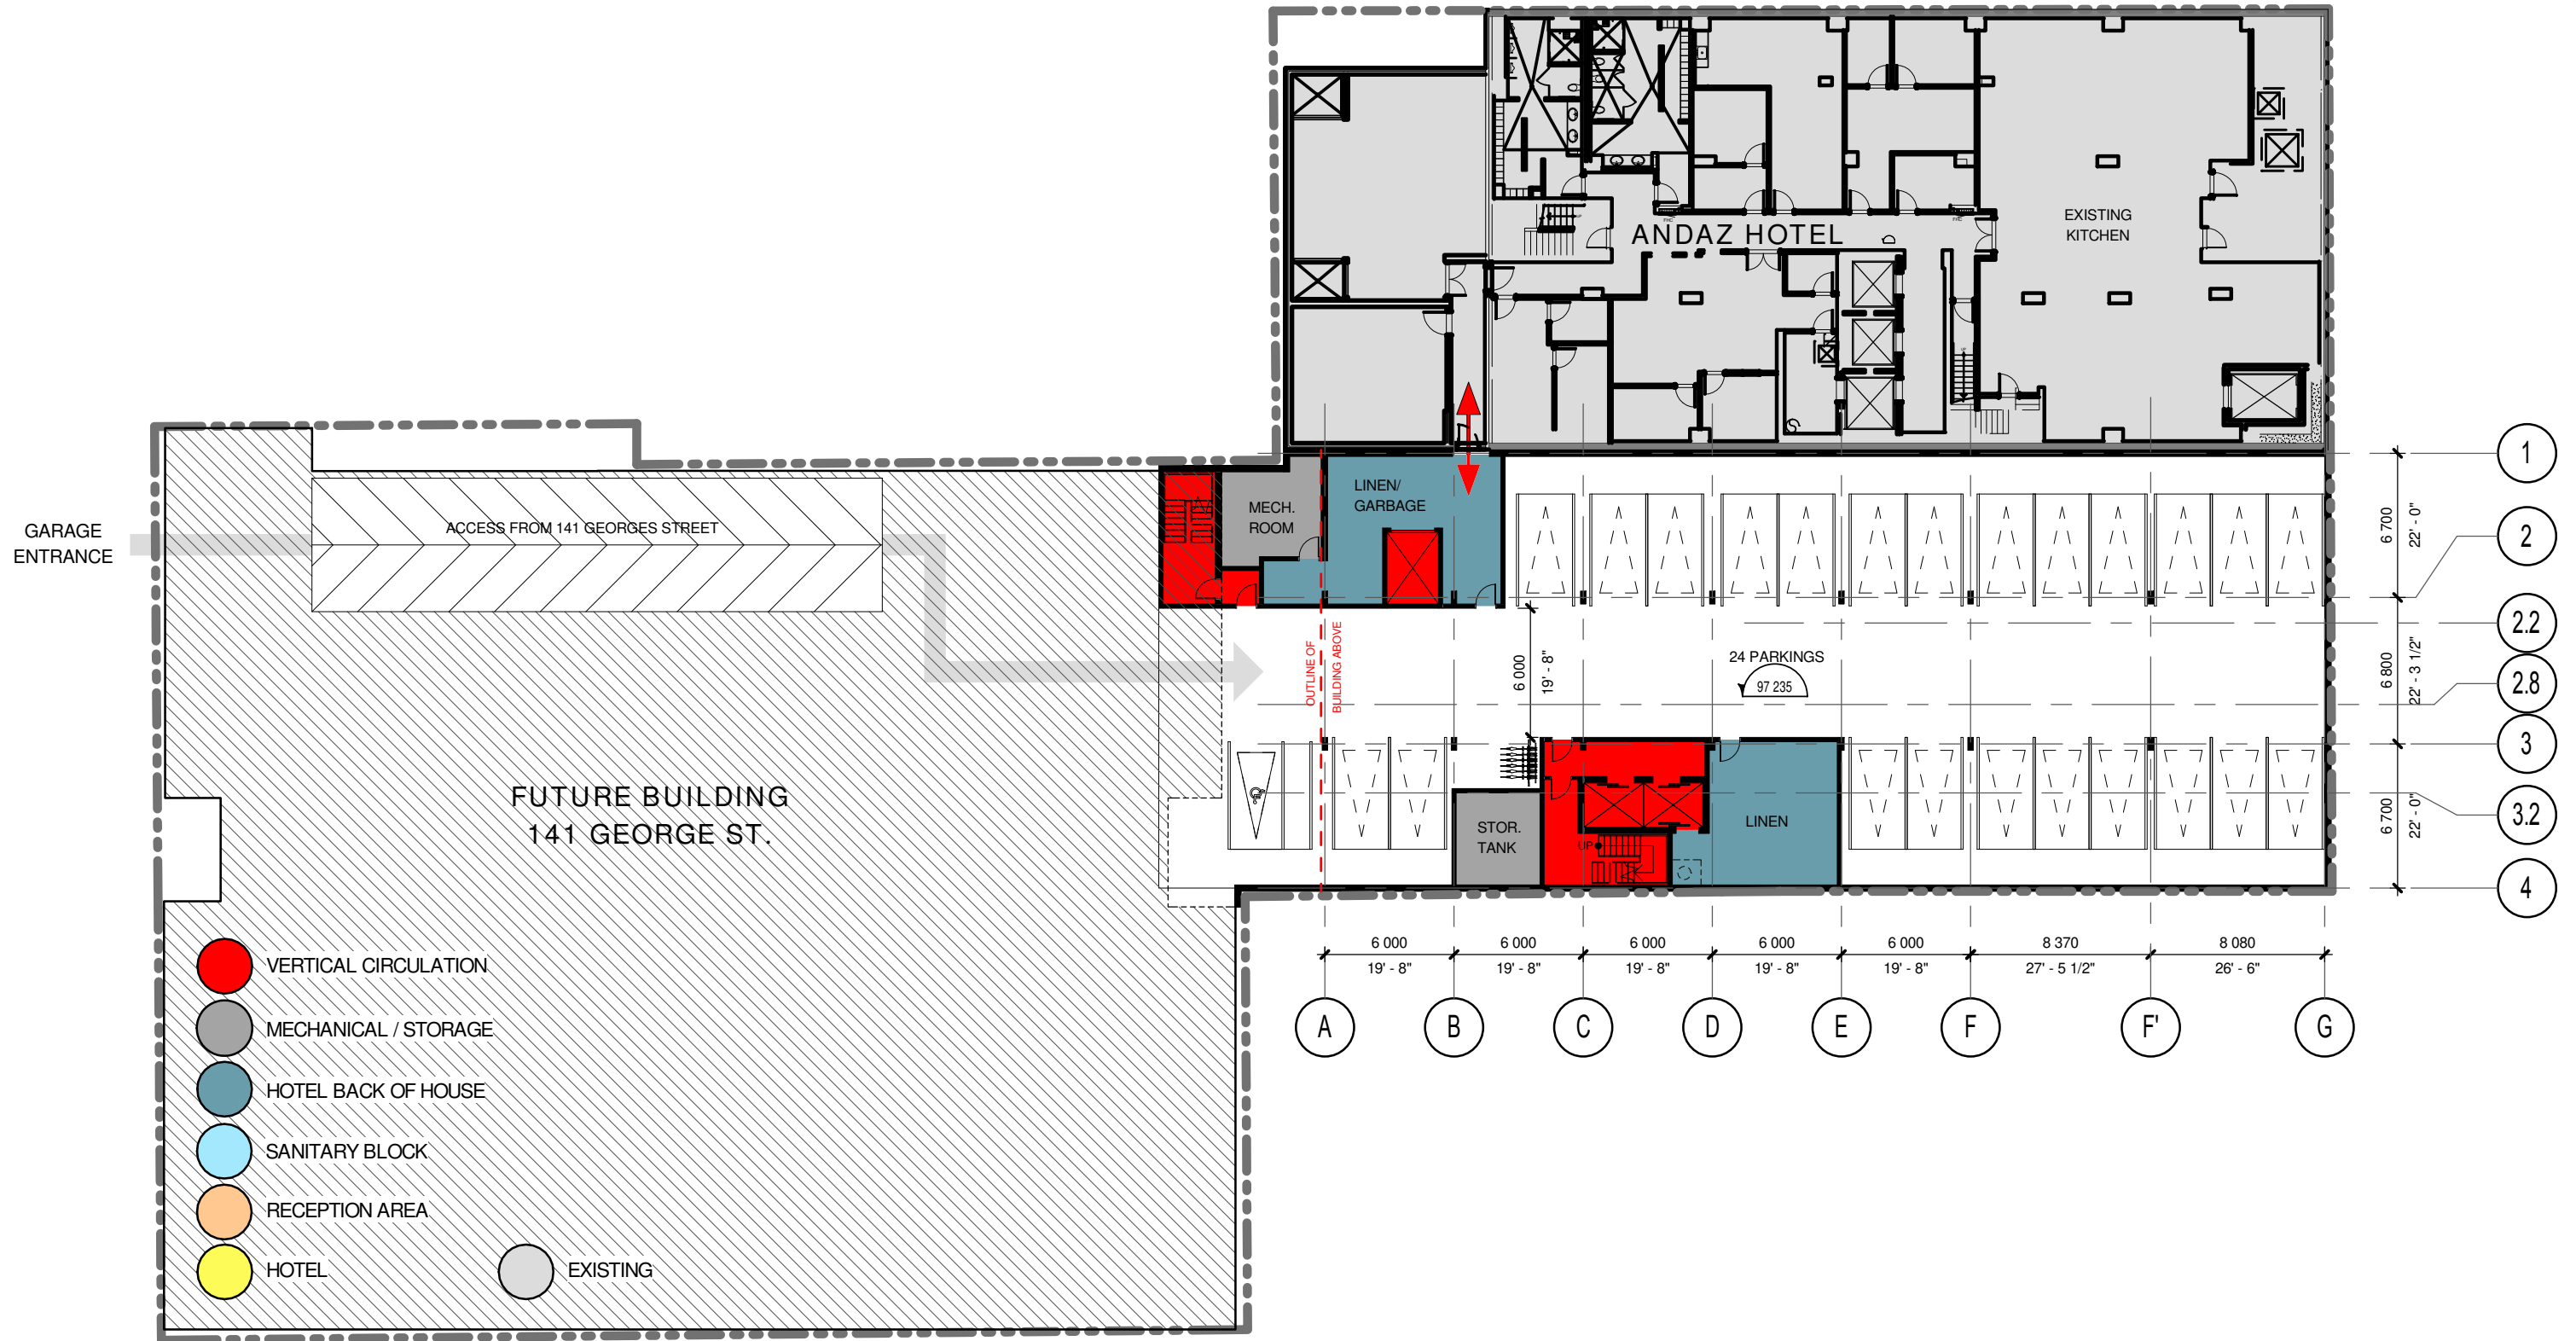 EXISTING
KITCHEN
ANDAZ HOTEL
GARAGE
ENTRANCE
ACCESS FROM 141 GEORGES STREET
MECH.
ROOM
LINEN/
GARBAGE
OUTLINE OF
BUILDING ABOVE
6 000
19' - 8"
24 PARKINGS
97 235
FUTURE BUILDING
141 GEORGE ST.
STOR.
TANK
UP
LINEN
6 700
22' - 0"
6 800
22' - 3 1/2"
6 700
22' - 0"
1
2
2.2
2.8
3
3.2
4
6 000
6 000
6 000
6 000
6 000
8 370
8 080
19' - 8"
19' - 8"
19' - 8"
19' - 8"
19' - 8"
27' - 5 1/2"
26' - 6"
A
B
C
D
E
F
F'
G
VERTICAL CIRCULATION
MECHANICAL / STORAGE
HOTEL BACK OF HOUSE
SANITARY BLOCK
RECEPTION AREA
HOTEL
EXISTING